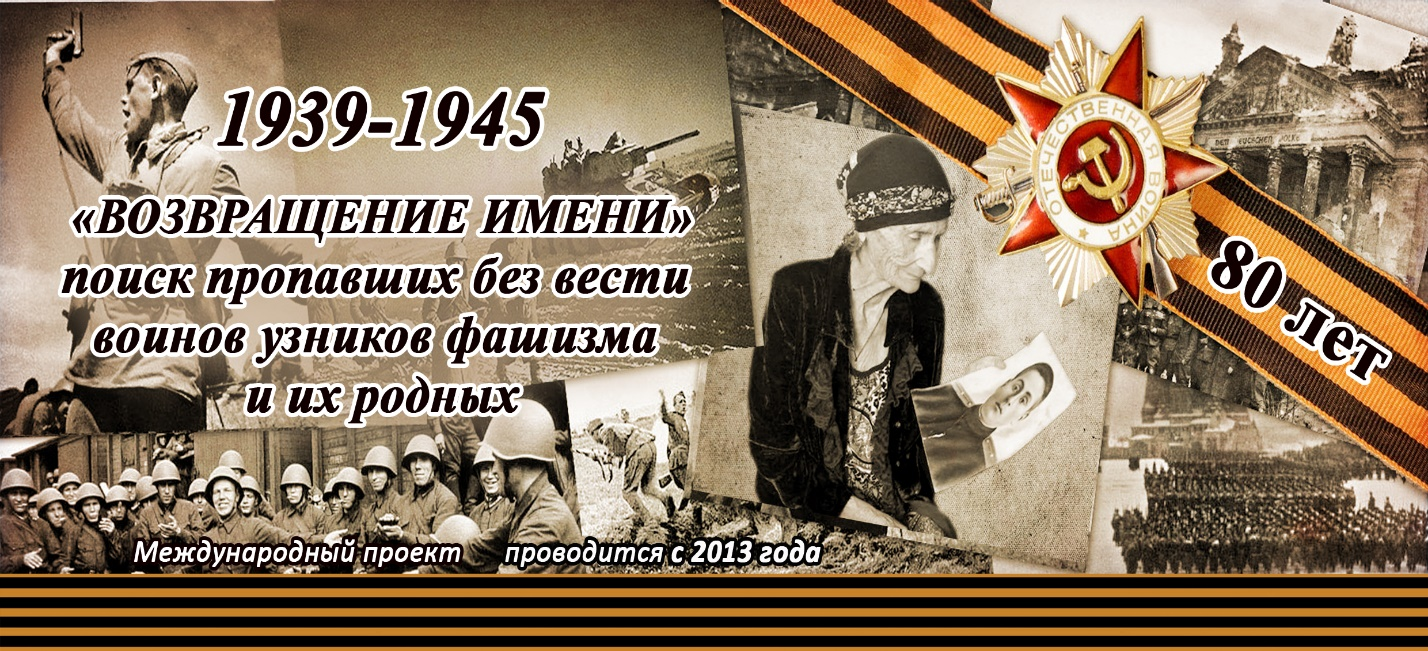 1939-1945
«ВОЗВРАЩЕНИЕ ИМЕНИ»
поиск пропавших без вести
воинов узников фашизма
и их родных
Международный проект проводится с 2013 года
ОТЕЧЕСТВЕННАЯ ВОЙНА
80 лет